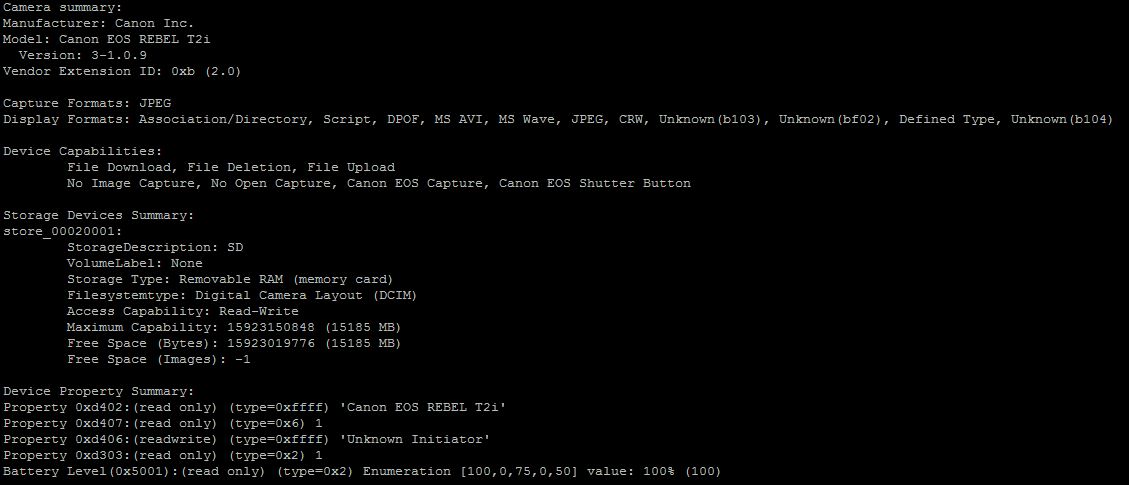 Camera summary:
Manufacturer: Canon Inc.
Model: Canon EOS REBEL T2i
  Version: 3-1.0.9
Vendor Extension ID: 0xb (2.0)

Capture Formats: JPEG
Display Formats: Association/Directory, Script, DPOF, MS AVI, MS Wave, JPEG, CRW, Unknown(b103), Unknown(bf02), Defined Type, Unknown(b104)

Device Capabilities:
        File Download, File Deletion, File Upload
        No Image Capture, No Open Capture, Canon EOS Capture, Canon EOS Shutter Button

Storage Devices Summary:
store_00020001:
        StorageDescription: SD
        VolumeLabel: None
        Storage Type: Removable RAM (memory card)
        Filesystemtype: Digital Camera Layout (DCIM)
        Access Capability: Read-Write
        Maximum Capability: 15923150848 (15185 MB)
        Free Space (Bytes): 15923019776 (15185 MB)
        Free Space (Images): -1

Device Property Summary:
Property 0xd402:(read only) (type=0xffff) 'Canon EOS REBEL T2i'
Property 0xd407:(read only) (type=0x6) 1
Property 0xd406:(readwrite) (type=0xffff) 'Unknown Initiator'
Property 0xd303:(read only) (type=0x2) 1
Battery Level(0x5001):(read only) (type=0x2) Enumeration [100,0,75,0,50] value: 100% (100)